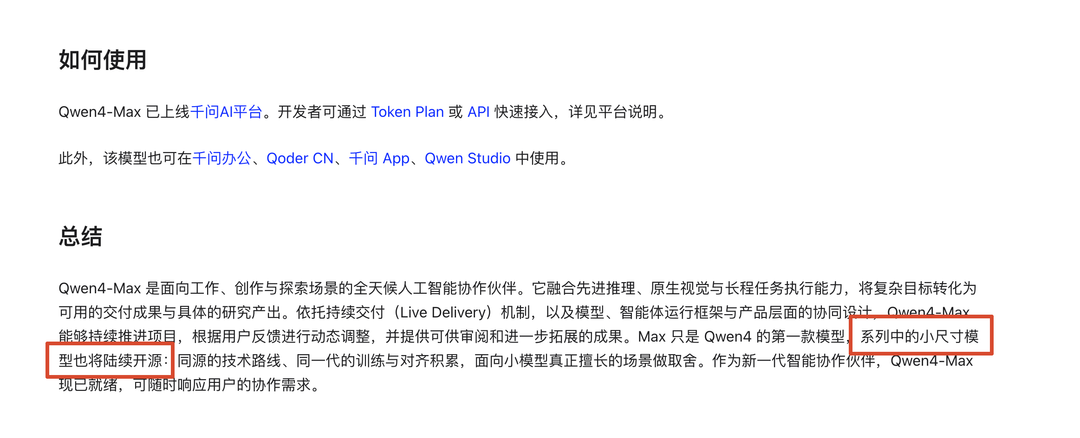 如何使用
Qwen4-Max 已上线千问AI平台。开发者可通过 Token Plan 或 API 快速接入，详见平台说明。
此外，该模型也可在千问办公、Qoder CN、千问 App、Qwen Studio 中使用。
总结
Qwen4-Max 是面向工作、创作与探索场景的全天候人工智能协作伙伴。它融合先进推理、原生视觉与长程任务执行能力，将复杂目标转化为
可用的交付成果与具体的研究产出。依托持续交付（Live Delivery）机制，以及模型、智能体运行框架与产品层面的协同设计，Qwen4-Max
能够持续推进项目，根据用户反馈进行动态调整，并提供可供审阅和进一步拓展的成果。Max 只是 Qwen4 的第一款模型，系列中的小尺寸模
型也将陆续开源：同源的技术路线、同一代的训练与对齐积累，面向小模型真正擅长的场景做取舍。作为新一代智能协作伙伴，Qwen4-Max
现已就绪，可随时响应用户的协作需求。